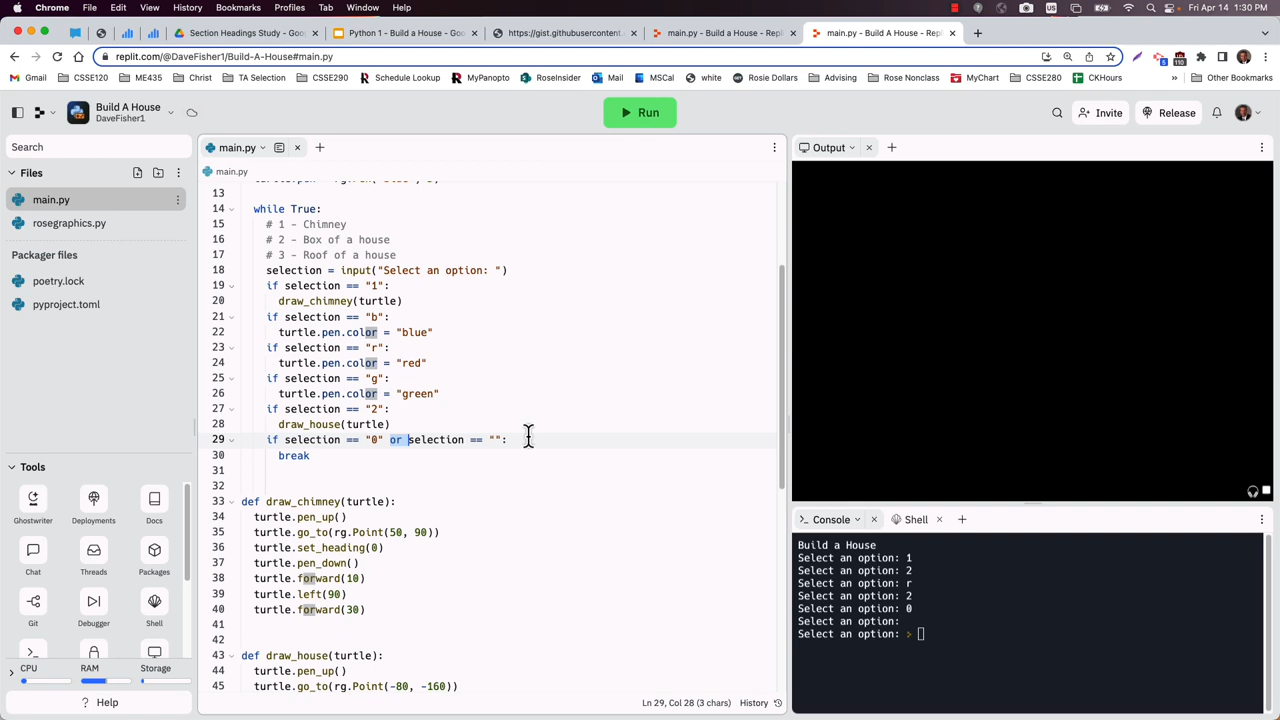 Chrome File Edit View History Bookmarks Profiles Tab Window Help Fri Apr 14 1:30 PM
Section Headings Study - Goo Python 1 - Build a House - Goo https://gist.githubusercontent. main.py - Build a House - Repl main.py - Build A House - Repl
replit.com/@DaveFisher1/Build-A-House#main.py
Gmail CSSE120 ME435 Christ TA Selection CSSE290 Schedule Lookup MyPanopto RoseInsider Mail MSCal white Rosie Dollars Advising Rose Nonclass MyChart CSSE280 CKHours Other Bookmarks
Build A House
DaveFisher1
Run
Invite
Release
Search
main.py
Output
Files
main.py
main.py
rosegraphics.py
Packager files
poetry.lock
pyproject.toml
13
14 while True:
15 # 1 - Chimney
16 # 2 - Box of a house
17 # 3 - Roof of a house
18 selection = input("Select an option: ")
19 if selection == "1":
20 draw_chimney(turtle)
21 if selection == "b":
22 turtle.pen.color = "blue"
23 if selection == "r":
24 turtle.pen.color = "red"
25 if selection == "g":
26 turtle.pen.color = "green"
27 if selection == "2":
28 draw_house(turtle)
29 if selection == "0" or selection == "":
30 break
31
32
33 def draw_chimney(turtle):
34 turtle.pen_up()
35 turtle.go_to(rg.Point(50, 90))
36 turtle.set_heading(0)
37 turtle.pen_down()
38 turtle.forward(10)
39 turtle.left(90)
40 turtle.forward(30)
41
42
43 def draw_house(turtle):
44 turtle.pen_up()
45 turtle.go_to(rg.Point(-80, -160))
Ln 29, Col 28 (3 chars) History
Tools
Ghostwriter Deployments Docs
Chat Threads Packages
Git Debugger Shell
CPU RAM Storage
? Help
Console
Shell
Build a House
Select an option: 1
Select an option: 2
Select an option: r
Select an option: 2
Select an option: 0
Select an option:
Select an option: >